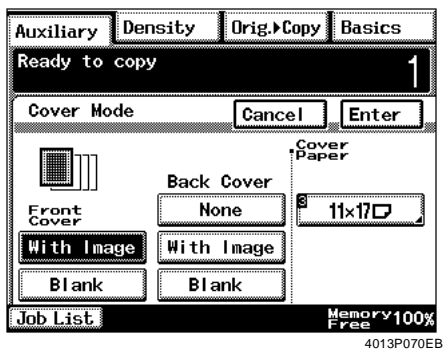 Auxiliary Density Orig.▸Copy Basics
Ready to copy 1
Cover Mode Cancel Enter
Cover
Paper
Back Cover
3 11×17
Front
Cover
None
With Image With Image
Blank Blank
Job List Memory
Free 100%
4013P070EB